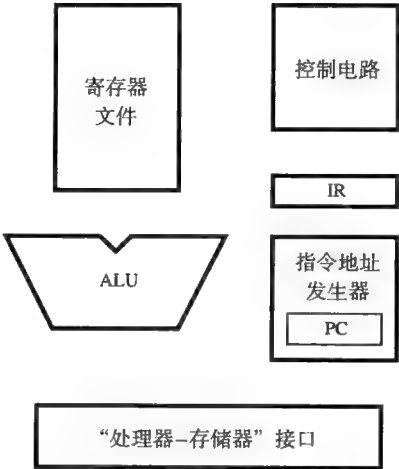 寄存器
文件
控制电路
IR
ALU
指令地址
发生器
PC
“处理器–存储器”接口